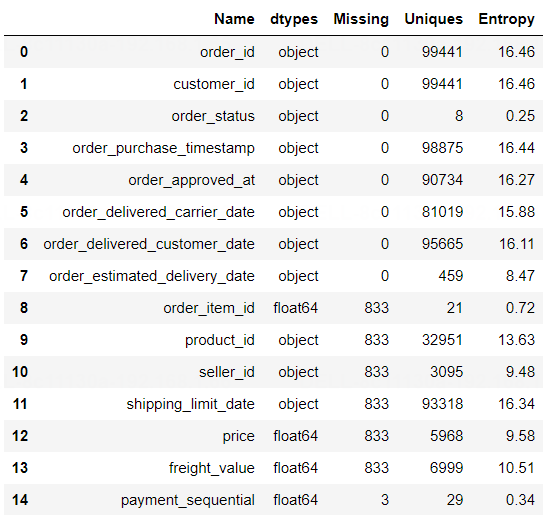 Name dtypes Missing Uniques Entropy
0 order_id object 0 99441 16.46
1 customer_id object 0 99441 16.46
2 order_status object 0 8 0.25
3 order_purchase_timestamp object 0 98875 16.44
4 order_approved_at object 0 90734 16.27
5 order_delivered_carrier_date object 0 81019 15.88
6 order_delivered_customer_date object 0 95665 16.11
7 order_estimated_delivery_date object 0 459 8.47
8 order_item_id float64 833 21 0.72
9 product_id object 833 32951 13.63
10 seller_id object 833 3095 9.48
11 shipping_limit_date object 833 93318 16.34
12 price float64 833 5968 9.58
13 freight_value float64 833 6999 10.51
14 payment_sequential float64 3 29 0.34